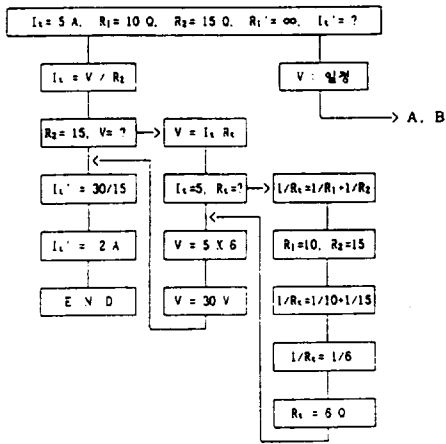 Iₜ= 5 A, R₁= 10 Q, R₂= 15 Q, R₁'= ∞, Iₜ'= ?
Iₜ = V / R₂
V : 일정
A. B
R₂= 15, V= ?
V = Iₜ Rₜ
Iₜ' = 30/15
Iₜ=5, Rₜ=?
1/Rₜ=1/R₁+1/R₂
Iₜ' = 2 A
V = 5 X 6
R₁=10, R₂=15
E N D
V = 30 V
1/Rₜ=1/10+1/15
1/Rₜ= 1/6
Rₜ = 6 Q